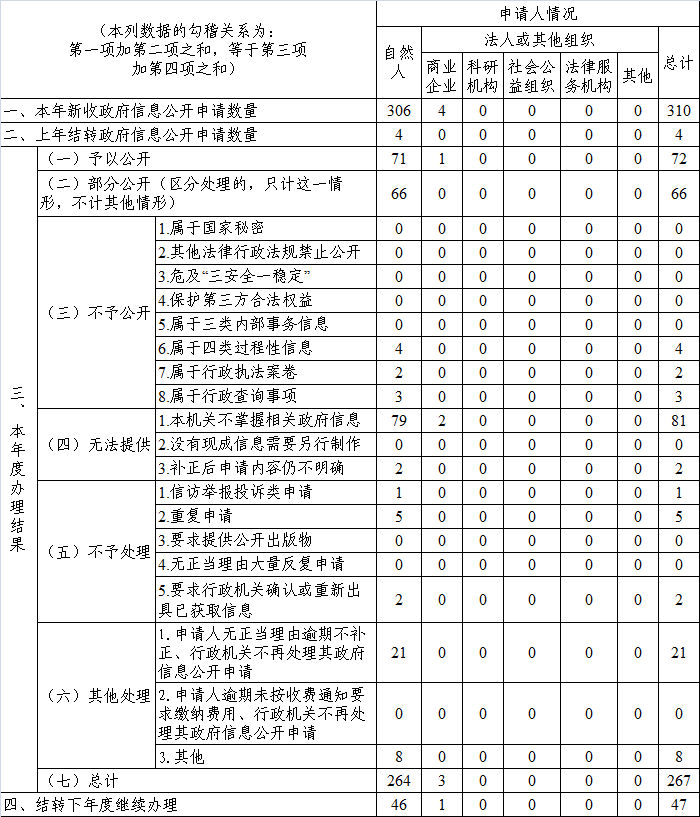 (本列数据的勾稽关系为:
第一项加第二项之和，等于第三项
加第四项之和)
申请人情况
自然
人
法人或其他组织
总计
商业
企业
科研
机构
社会公
益组织
法律服
务机构
其他
一、本年新收政府信息公开申请数量 306 4 0 0 0 0 310
二、上年结转政府信息公开申请数量 4 0 0 0 0 0 4
三、本年度办理结果
（一）予以公开 71 1 0 0 0 0 72
（二）部分公开（区分处理的，只计这一情
形，不计其他情形） 66 0 0 0 0 0 66
（三）不予公开
1.属于国家秘密 0 0 0 0 0 0 0
2.其他法律行政法规禁止公开 0 0 0 0 0 0 0
3.危及“三安全一稳定” 0 0 0 0 0 0 0
4.保护第三方合法权益 0 0 0 0 0 0 0
5.属于三类内部事务信息 0 0 0 0 0 0 0
6.属于四类过程性信息 4 0 0 0 0 0 4
7.属于行政执法案卷 2 0 0 0 0 0 2
8.属于行政查询事项 3 0 0 0 0 0 3
（四）无法提供
1.本机关不掌握相关政府信息 79 2 0 0 0 0 81
2.没有现成信息需要另行制作 0 0 0 0 0 0 0
3.补正后申请内容仍不明确 2 0 0 0 0 0 2
（五）不予处理
1.信访举报投诉类申请 1 0 0 0 0 0 1
2.重复申请 5 0 0 0 0 0 5
3.要求提供公开出版物 0 0 0 0 0 0 0
4.无正当理由大量反复申请 0 0 0 0 0 0 0
5.要求行政机关确认或重新出
具已获取信息 2 0 0 0 0 0 2
（六）其他处理
1.申请人无正当理由逾期不补
正、行政机关不再处理其政府
信息公开申请 21 0 0 0 0 0 21
2.申请人逾期未按收费通知要
求缴纳费用、行政机关不再处
理其政府信息公开申请 0 0 0 0 0 0 0
3.其他 8 0 0 0 0 0 8
（七）总计 264 3 0 0 0 0 267
四、结转下年度继续办理 46 1 0 0 0 0 47